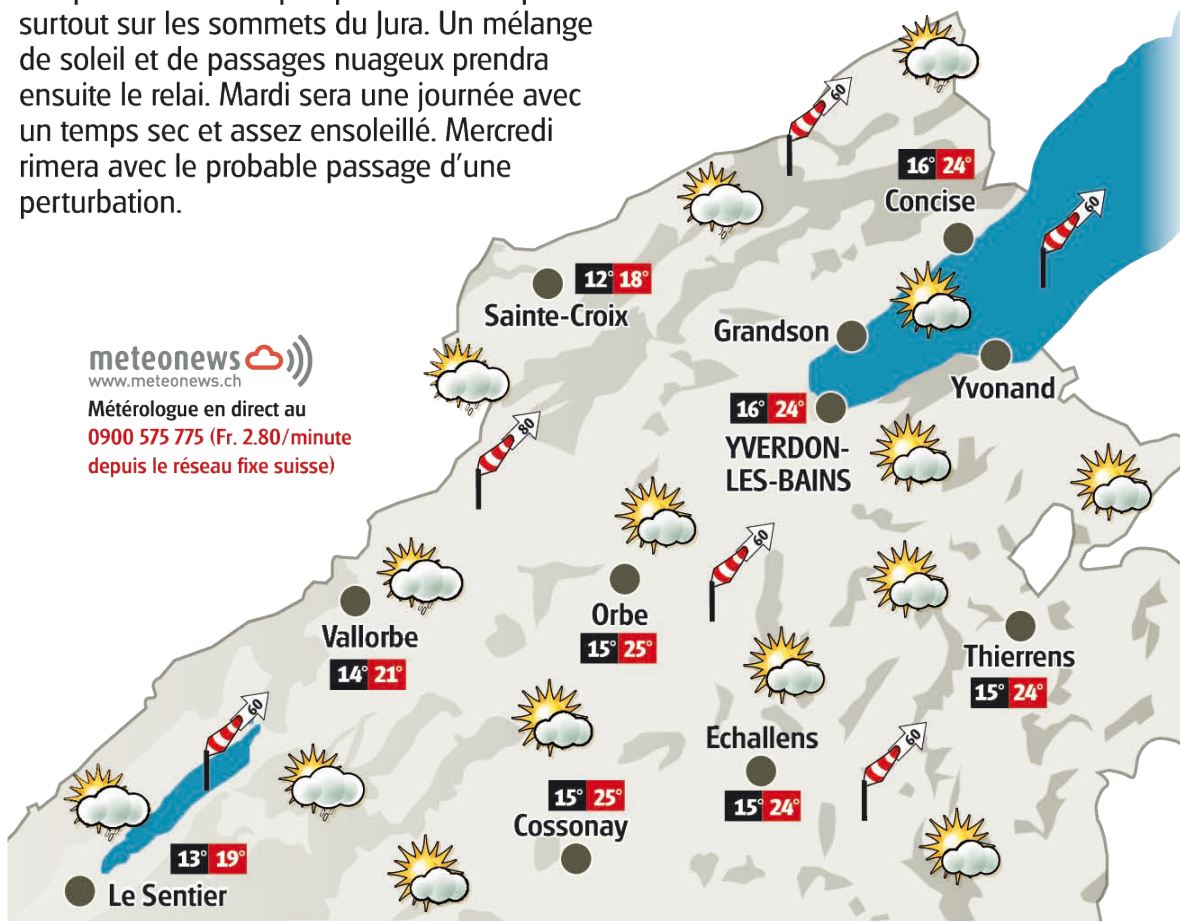 surtout sur les sommets du Jura. Un mélange
de soleil et de passages nuageux prendra
ensuite le relai. Mardi sera une journée avec
un temps sec et assez ensoleillé. Mercredi
rimera avec le probable passage d'une
perturbation.
60
16° 24°
Concise
60
12° 18°
Sainte-Croix
Grandson
meteonews
www.meteonews.ch
Métérologue en direct au
0900 575 775 (Fr. 2.80/minute
depuis le réseau fixe suisse)
Yvonand
16° 24°
YVERDON-
LES-BAINS
80
60
Orbe
15° 25°
Vallorbe
14° 21°
Thierrens
15° 24°
60
Echallens
15° 24°
60
15° 25°
Cossonay
13° 19°
Le Sentier